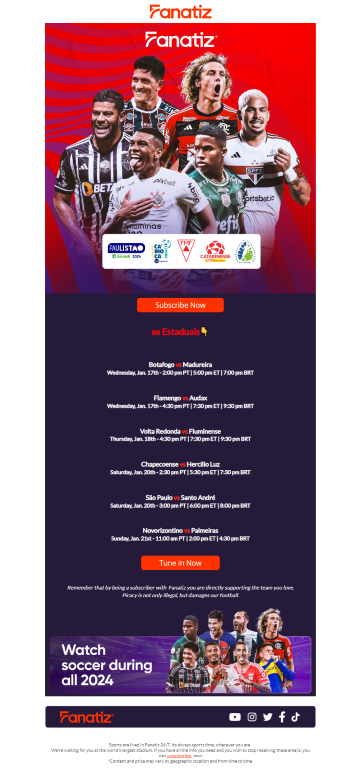 Fanatiz
Fanatiz
PAULISTÃO
Sicredi 2024
CARIOCA
FMF
CATARINENSE
Subscribe Now
Estaduais👇
Botafogo vs Madureira
Wednesday, Jan. 17th - 2:00 pm PT | 5:00 pm ET | 7:00 pm BRT
Flamengo vs Audax
Wednesday, Jan. 17th - 4:30 pm PT | 7:30 pm ET | 9:30 pm BRT
Volta Redonda vs Fluminense
Thursday, Jan. 18th - 4:30 pm PT | 7:30 pm ET | 9:30 pm BRT
Chapecoense vs Hercílio Luz
Saturday, Jan. 20th - 2:30 pm PT | 5:30 pm ET | 7:30 pm BRT
São Paulo vs Santo André
Saturday, Jan. 20th - 3:00 pm PT | 6:00 pm ET | 8:00 pm BRT
Novorizontino vs Palmeiras
Sunday, Jan. 21st - 11:00 am PT | 2:00 pm ET | 4:30 pm BRT
Tune in Now
Remember that by being a subscriber with Fanatiz you are directly supporting the team you love.
Piracy is not only illegal, but damages our football.
Watch
soccer during
all 2024
Fanatiz
Sports are lived in Fanatiz 24/7. Its always sports time, wherever you are.
We're waiting for you at the world's largest stadium. If you have all the info you need and you wish to stop receiving these emails, you
can unsubscribe here.
*Content and price may vary by geographic location and from time to time.